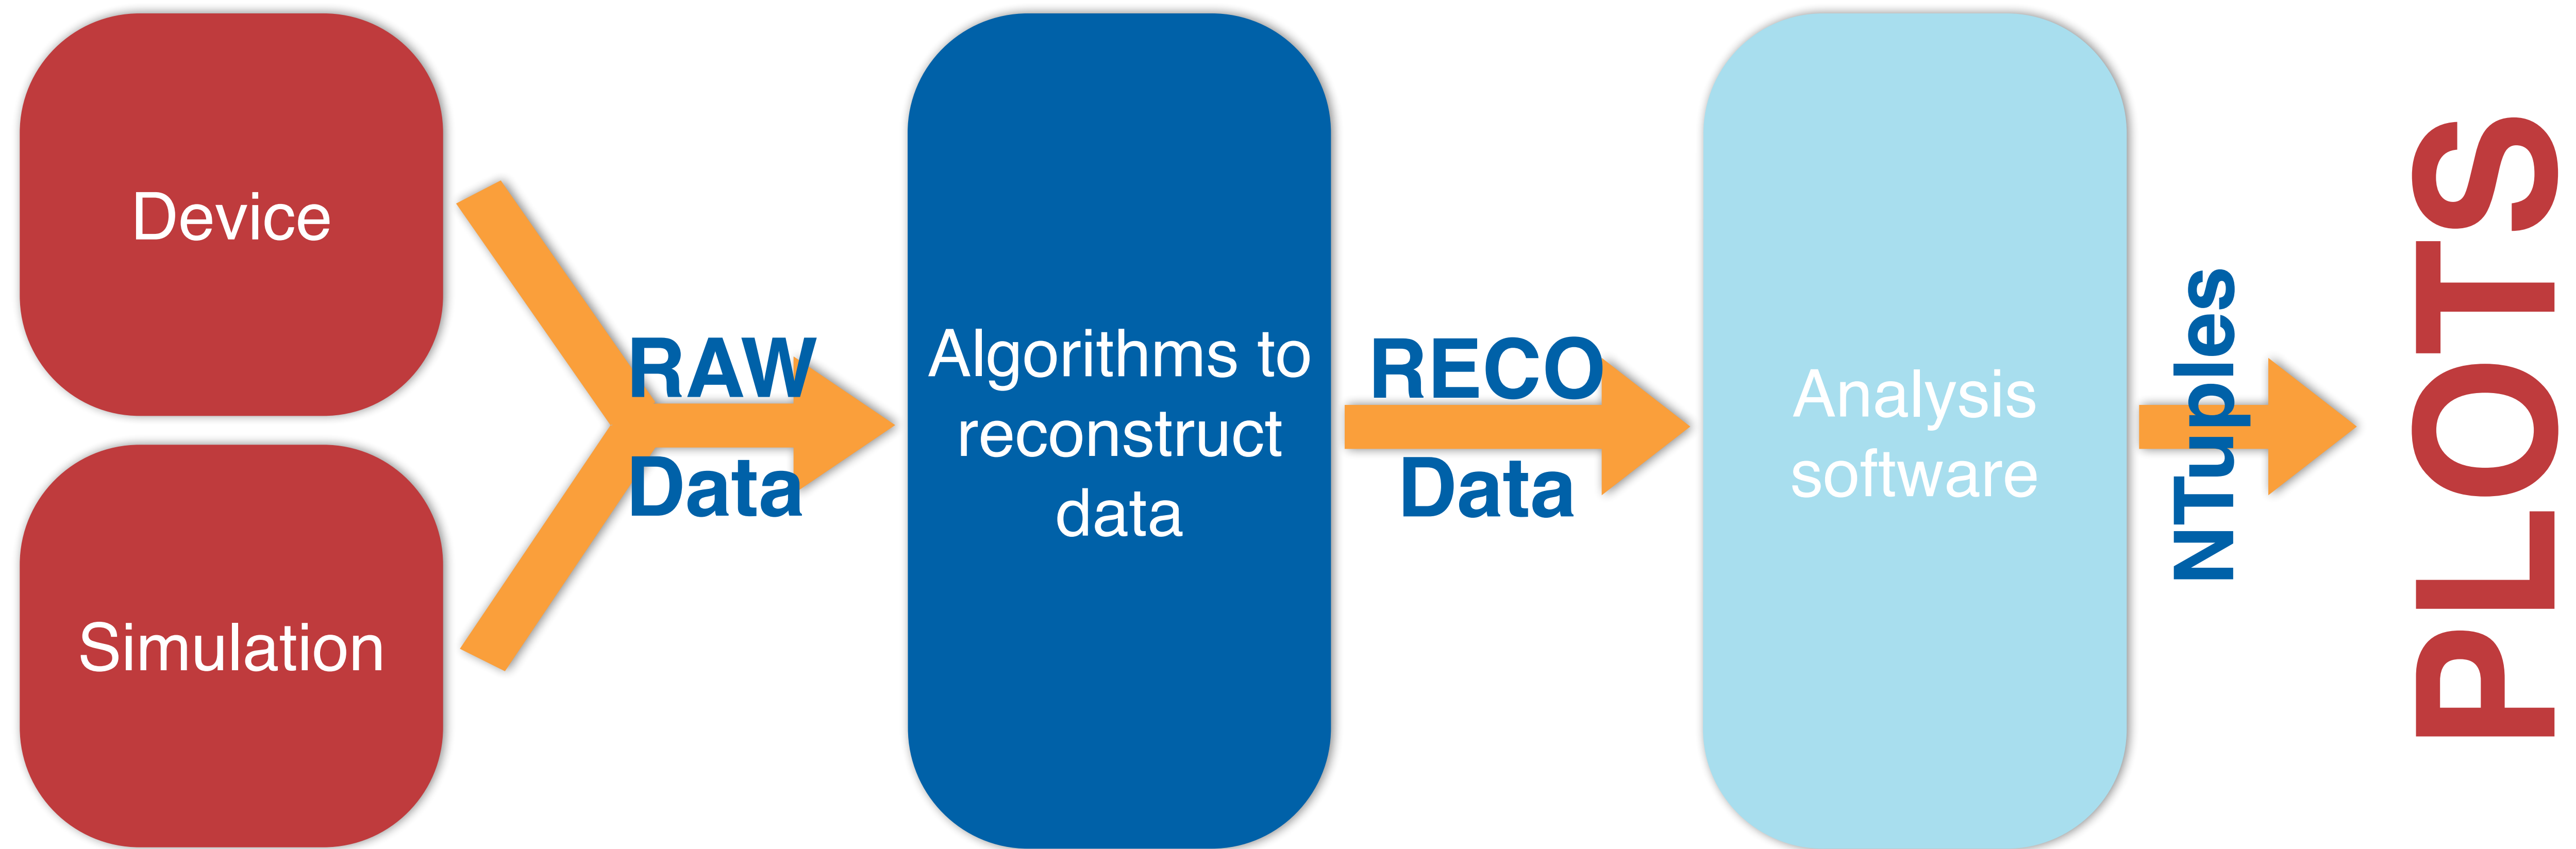 Device
Simulation
RAW
Data
Algorithms to
reconstruct
data
RECO
Data
Analysis
software
NTuples
PLOTS